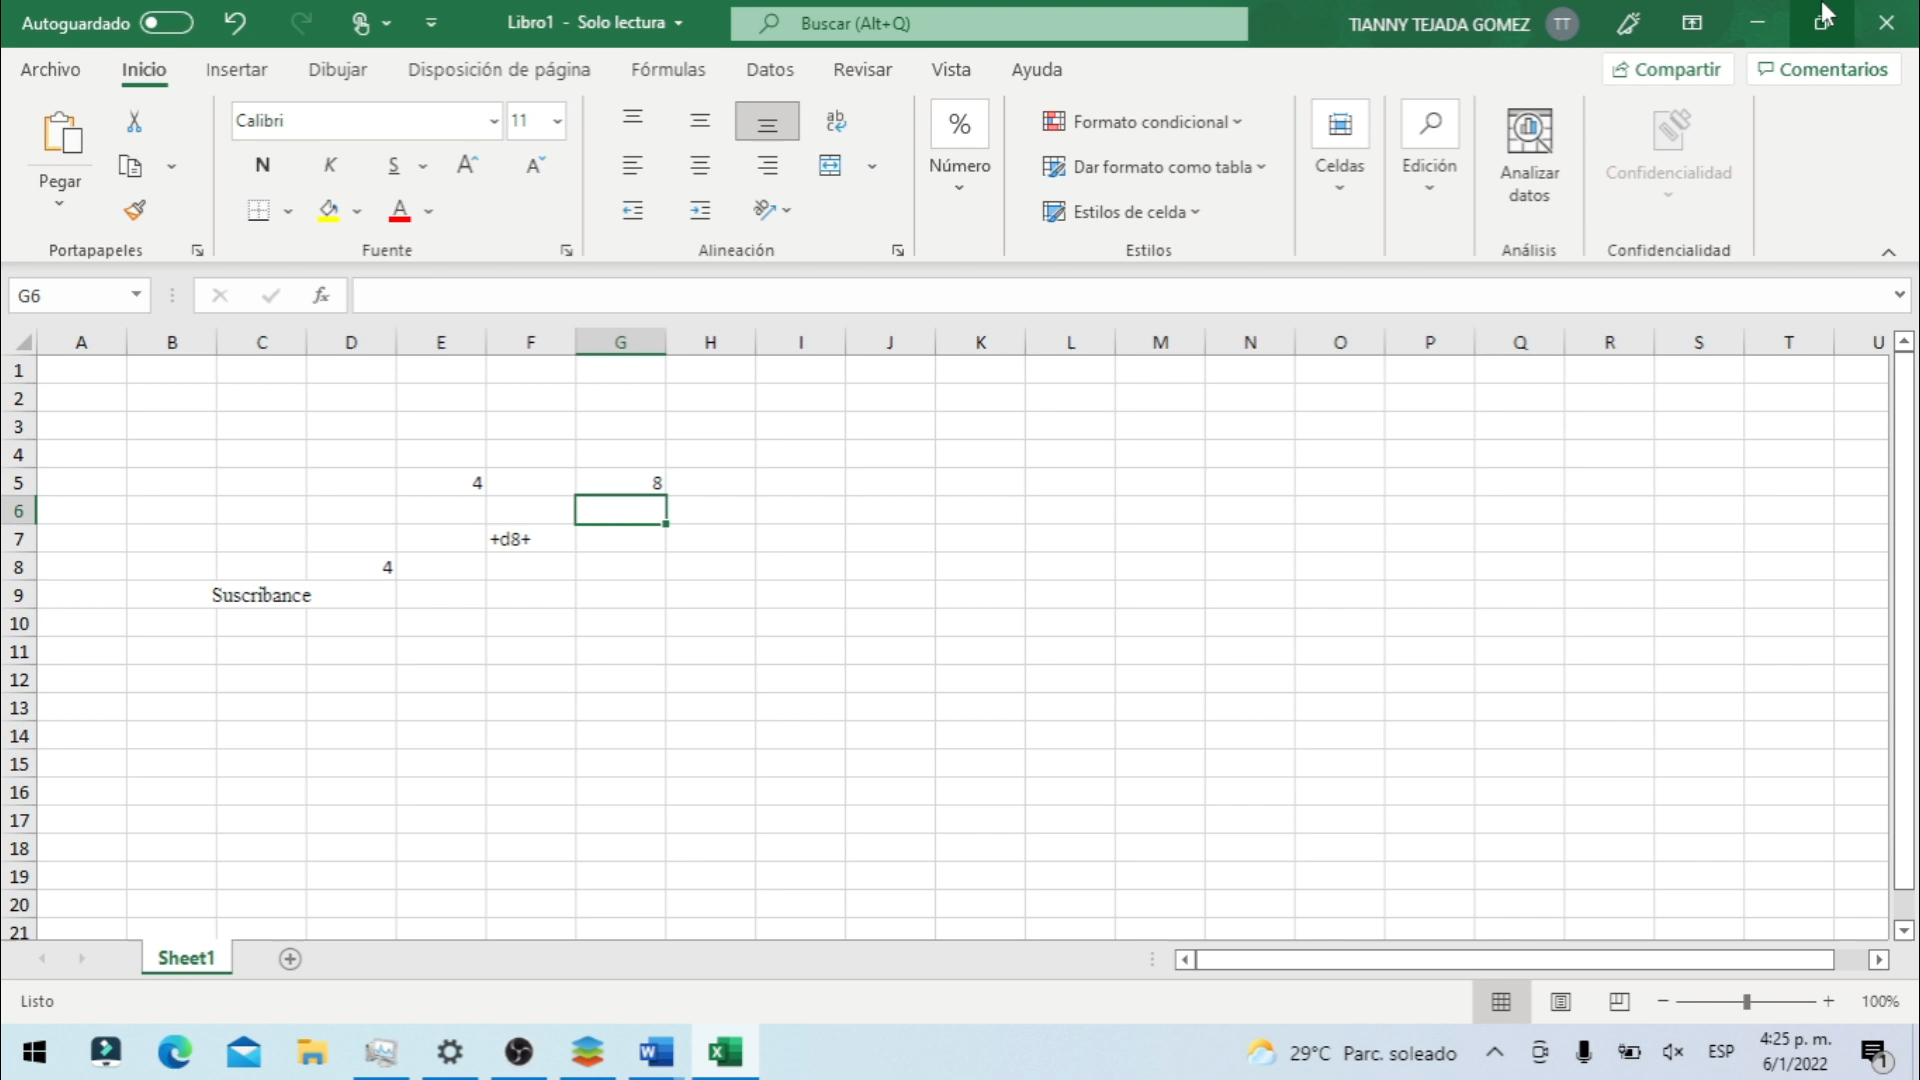 Autoguardado
Libro1 - Solo lectura
Buscar (Alt+Q)
TIANNY TEJADA GOMEZ TT
Archivo Inicio Insertar Dibujar Disposición de página Fórmulas Datos Revisar Vista Ayuda
Compartir Comentarios
Calibri 11
ab
% Formato condicional
N K S A A
Pegar
Número
Dar formato como tabla
Celdas Edición
Analizar
datos
Confidencialidad
A
Estilos de celda
Portapapeles Fuente Alineación Estilos Análisis Confidencialidad
G6 fx
A B C D E F G H I J K L M N O P Q R S T U
1
2
3
4
5 4 8
6
7 +d8+
8 4
9 Suscribance
10
11
12
13
14
15
16
17
18
19
20
21
Sheet1
Listo
100%
W X 29°C Parc. soleado ESP
4:25 p. m.
6/1/2022
1